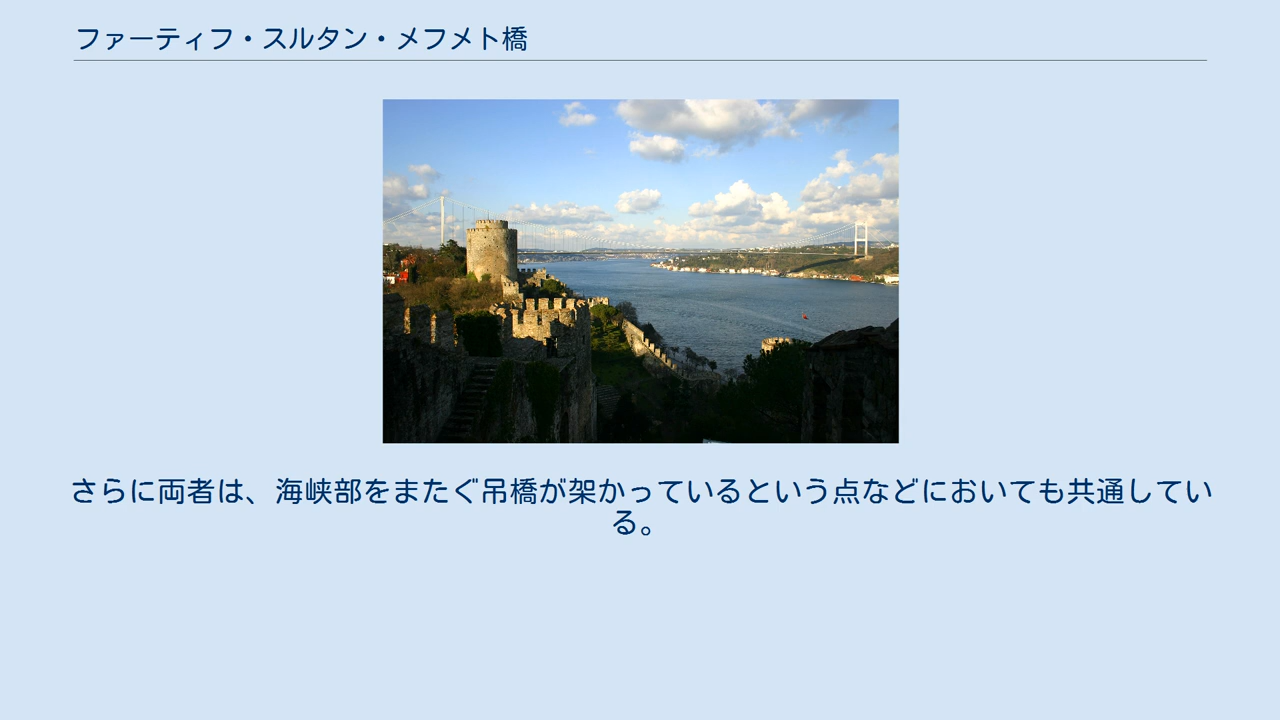 ファーティフ・スルタン・メフメト橋
さらに両者は、海峡部をまたぐ吊橋が架かっているという点などにおいても共通してい
る。